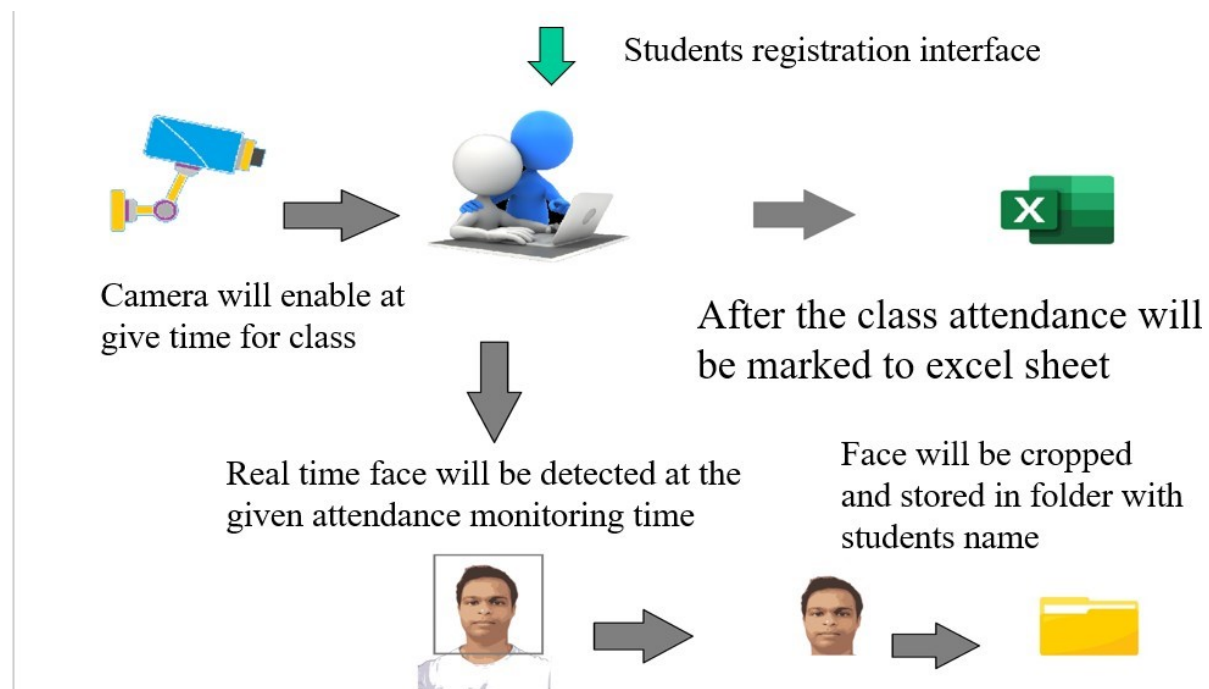 Students registration interface
Camera will enable at
give time for class
After the class attendance will
be marked to excel sheet
Real time face will be detected at the
given attendance monitoring time
Face will be cropped
and stored in folder with
students name
X